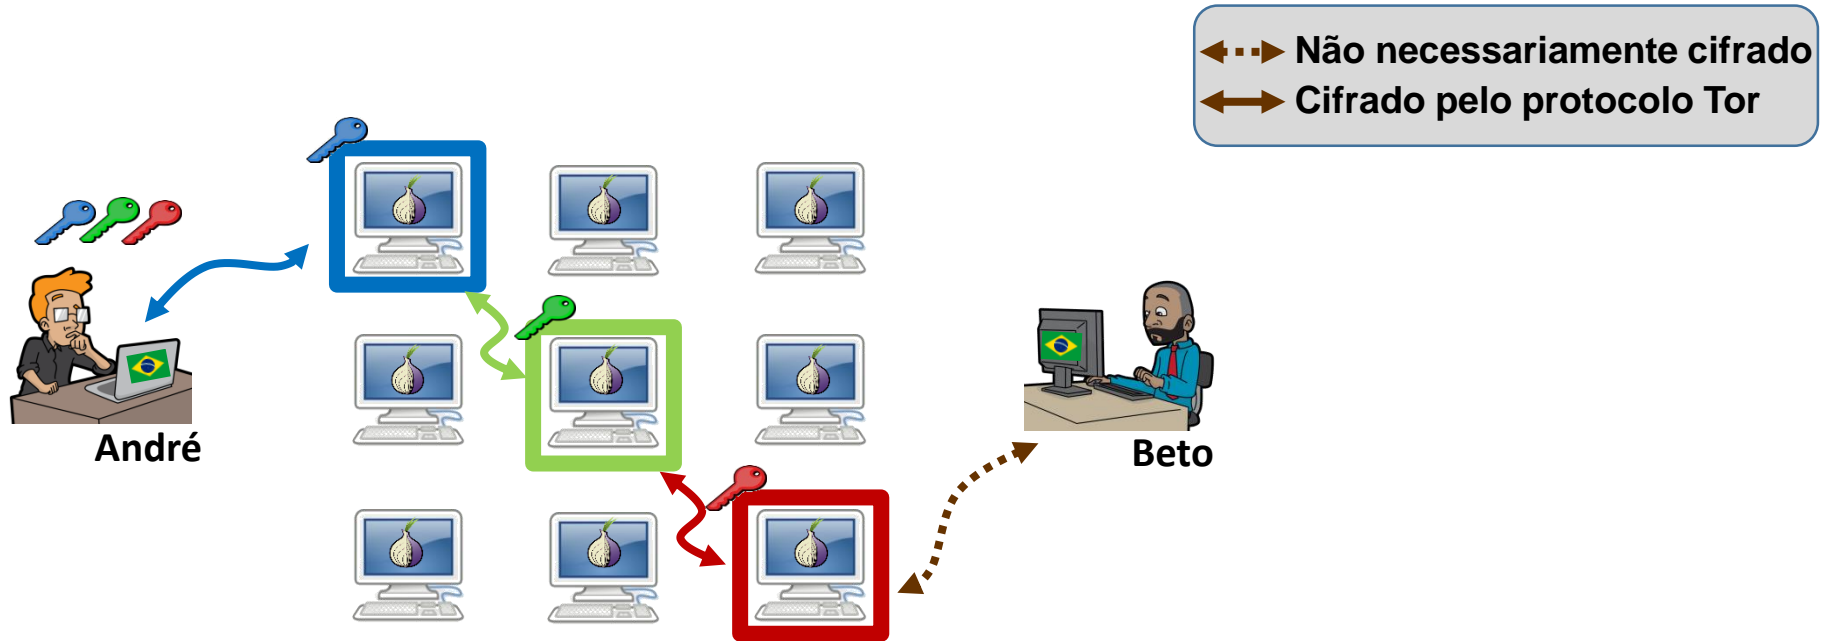 Não necessariamente cifrado
Cifrado pelo protocolo Tor
André
Beto